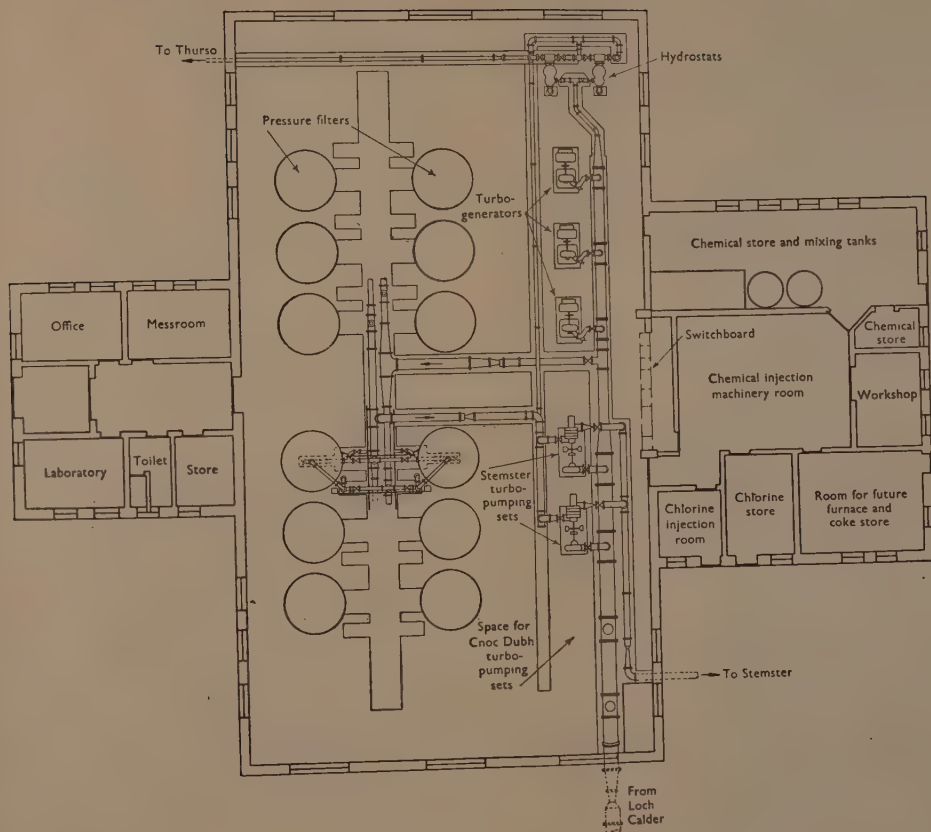 To Thurso
Hydrostats
Pressure filters
Turbo-
generators
Chemical store and mixing tanks
Office
Messroom
Switchboard
Chemical
store
Chemical injection
machinery room
Workshop
Laboratory
Toilet
Store
Stemster
turbo-
pumping
sets
Chlorine
injection
room
Chlorine
store
Room for future
furnace and
coke store
Space for
Cnoc Dubh
turbo-
pumping
sets
To Stemster
From
Loch
Calder